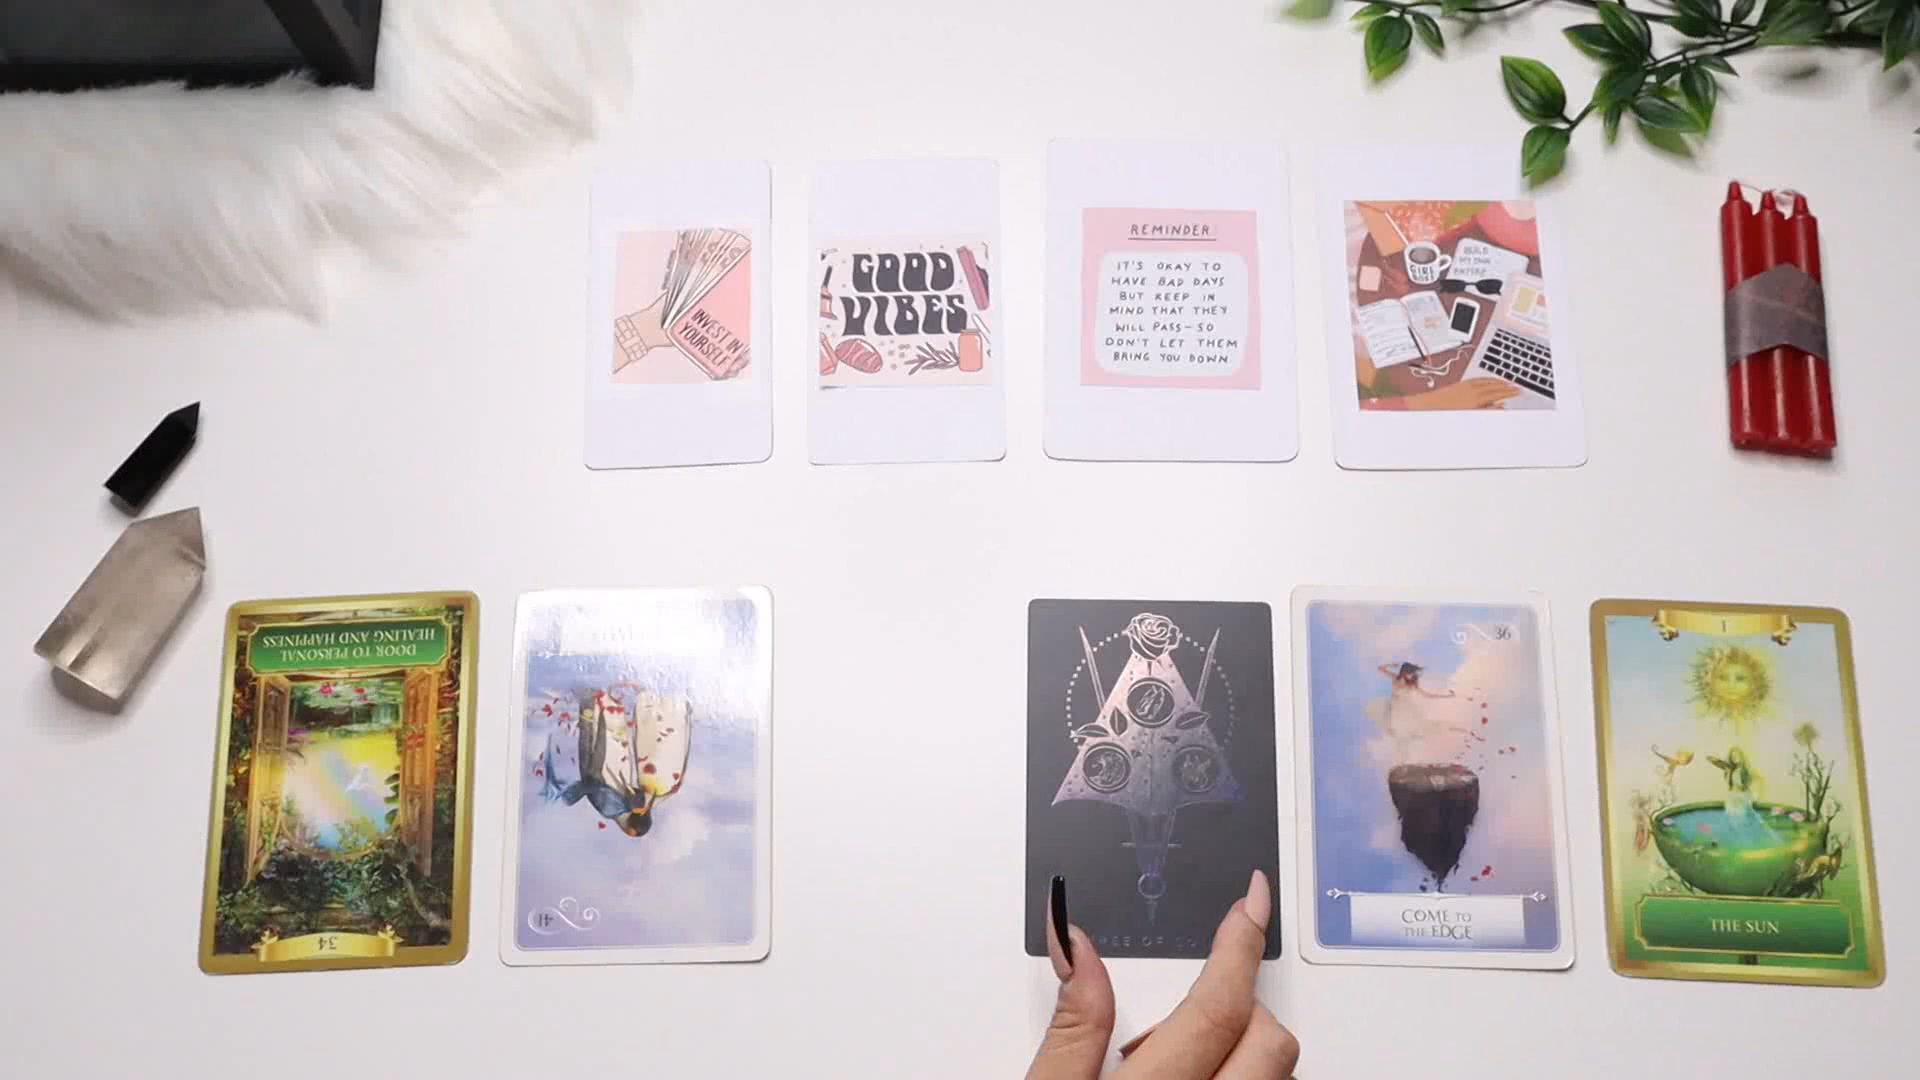 INVEST IN
YOURSELF
GOOD
VIBES
REMINDER:
IT'S OKAY TO
HAVE BAD DAYS
BUT KEEP IN
MIND THAT THEY
WILL PASS - SO
DON'T LET THEM
BRING YOU DOWN
GIRL
BOSS
BUILD
MY OWN
EMPIRE
DOOR TO PERSONAL
HEALING AND HAPPINESS
34
41
36
COME TO
THE EDGE
1
THE SUN